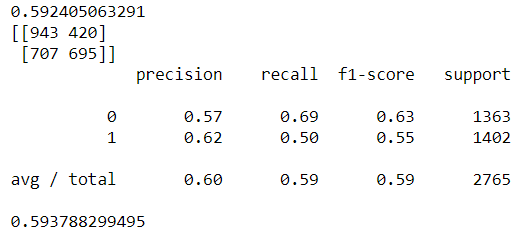 0.592405063291
[[943 420]
 [707 695]]
precision recall f1-score support
0 0.57 0.69 0.63 1363
1 0.62 0.50 0.55 1402
avg / total 0.60 0.59 0.59 2765
0.593788299495